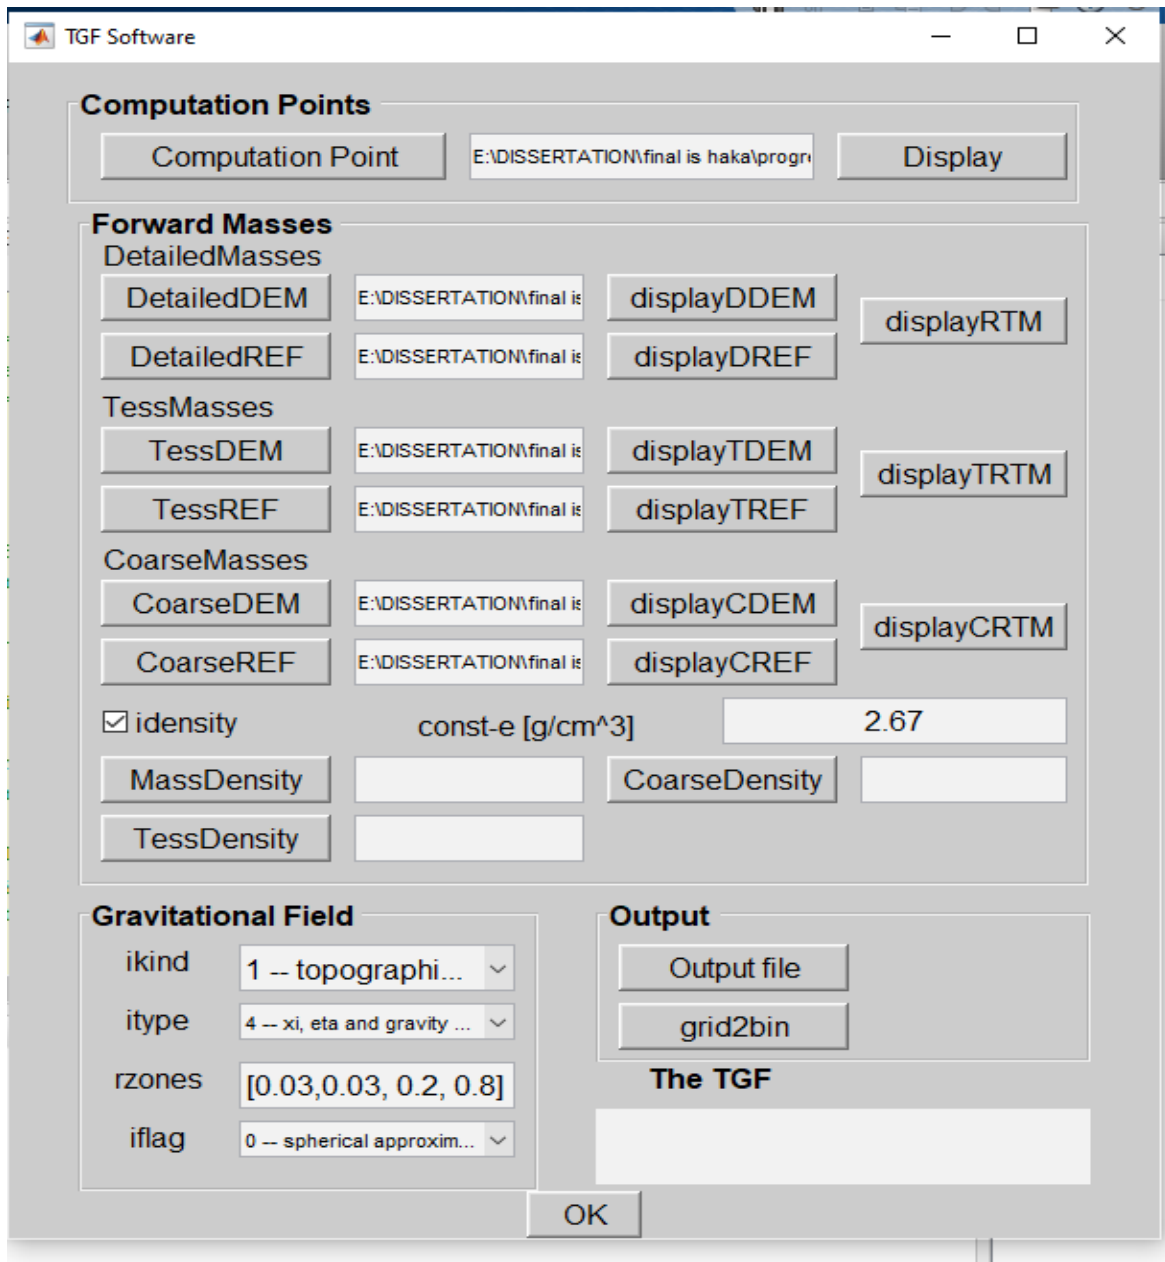 TGF Software
Computation Points
Computation Point E:\DISSERTATION\final is haka\progr Display
Forward Masses
DetailedMasses
DetailedDEM E:\DISSERTATION\final is displayDDEM
displayRTM
DetailedREF E:\DISSERTATION\final is displayDREF
TessMasses
TessDEM E:\DISSERTATION\final is displayTDEM
displayTRTM
TessREF E:\DISSERTATION\final is displayTREF
CoarseMasses
CoarseDEM E:\DISSERTATION\final is displayCDEM
displayCRTM
CoarseREF E:\DISSERTATION\final is displayCREF
idensity const-e [g/cm^3] 2.67
MassDensity CoarseDensity
TessDensity
Gravitational Field
ikind 1 -- topographi...
itype 4 -- xi, eta and gravity ...
rzones [0.03,0.03, 0.2, 0.8]
iflag 0 -- spherical approxim...
Output
Output file
grid2bin
The TGF
OK